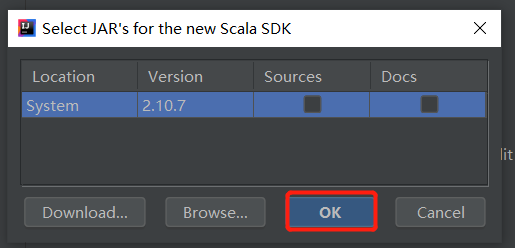 Select JAR's for the new Scala SDK
Location Version Sources Docs
System 2.10.7
Download... Browse... OK Cancel